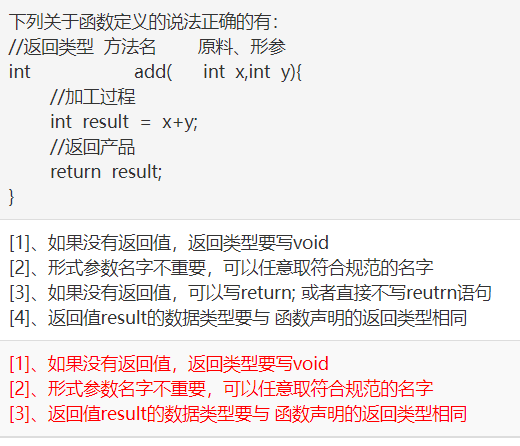 下列关于函数定义的说法正确的有:
//返回类型 方法名 原料、形参
int add( int x,int y){
//加工过程
int result = x+y;
//返回产品
return result;
}
[1]、如果没有返回值，返回类型要写void
[2]、形式参数名字不重要，可以任意取符合规范的名字
[3]、如果没有返回值，可以写return; 或者直接不写reutrn语句
[4]、返回值result的数据类型要与 函数声明的返回类型相同
[1]、如果没有返回值，返回类型要写void
[2]、形式参数名字不重要，可以任意取符合规范的名字
[3]、返回值result的数据类型要与 函数声明的返回类型相同